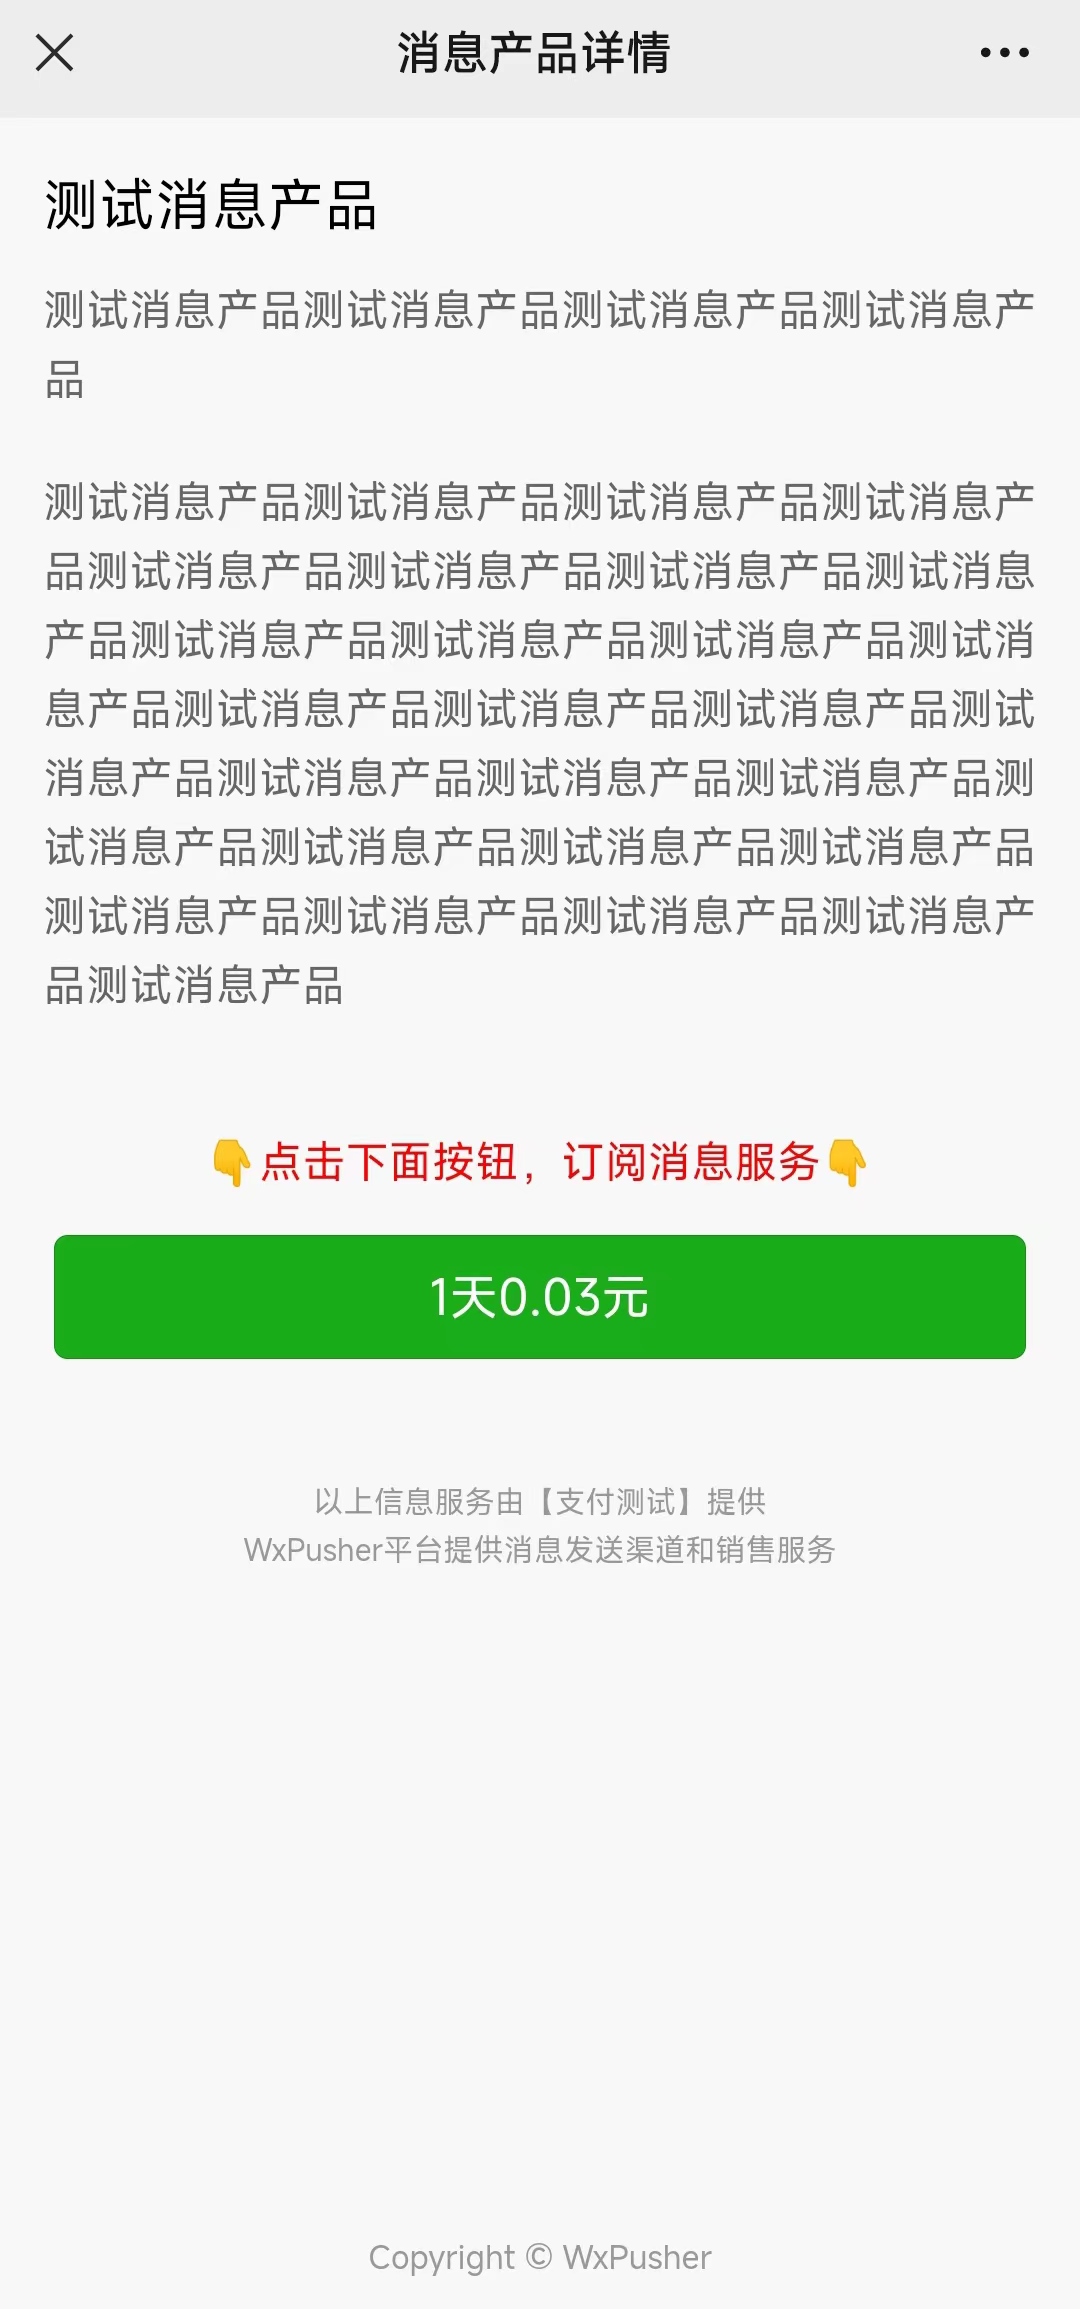 消息产品详情
测试消息产品
测试消息产品测试消息产品测试消息产品测试消息产
品
测试消息产品测试消息产品测试消息产品测试消息产
品测试消息产品测试消息产品测试消息产品测试消息
产品测试消息产品测试消息产品测试消息产品测试消
息产品测试消息产品测试消息产品测试消息产品测试
消息产品测试消息产品测试消息产品测试消息产品测
试消息产品测试消息产品测试消息产品测试消息产品
测试消息产品测试消息产品测试消息产品测试消息产
品测试消息产品
👇点击下面按钮，订阅消息服务👇
1天0.03元
以上信息服务由【支付测试】提供
WxPusher平台提供消息发送渠道和销售服务
Copyright © WxPusher